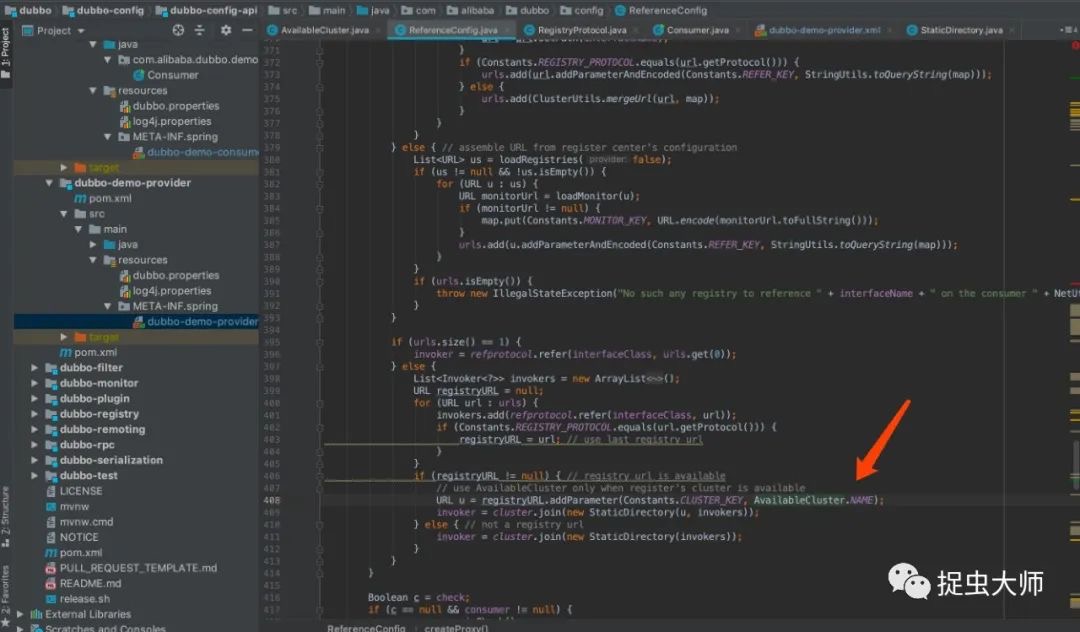 dubbo dubbo-config dubbo-config-api src main java com alibaba dubbo config ReferenceConfig
Project
AvailableCluster.java ReferenceConfig.java RegistryProtocol.java Consumer.java dubbo-demo-provider.xml StaticDirectory.java
1: Project
java
com.alibaba.dubbo.demo
Consumer
resources
dubbo.properties
log4j.properties
META-INF.spring
dubbo-demo-consume
target
dubbo-demo-provider
pom.xml
src
main
java
resources
dubbo.properties
log4j.properties
META-INF.spring
dubbo-demo-provider
target
pom.xml
dubbo-filter
dubbo-monitor
dubbo-plugin
dubbo-registry
dubbo-remoting
dubbo-rpc
dubbo-serialization
dubbo-test
LICENSE
mvnw
mvnw.cmd
NOTICE
pom.xml
PULL_REQUEST_TEMPLATE.md
README.md
release.sh
External Libraries
Scratches and Consoles
Z: Structure
2: Favorites
371 }
372 if (Constants.REGISTRY_PROTOCOL.equals(url.getProtocol())) {
373 urls.add(url.addParameterAndEncoded(Constants.REFER_KEY, StringUtils.toQueryString(map)));
374 } else {
375 urls.add(ClusterUtils.mergeUrl(url, map));
376 }
377 }
378 }
379 } else { // assemble URL from register center's configuration
380 List<URL> us = loadRegistries( provider: false);
381 if (us != null && !us.isEmpty()) {
382 for (URL u : us) {
383 URL monitorUrl = loadMonitor(u);
384 if (monitorUrl != null) {
385 map.put(Constants.MONITOR_KEY, URL.encode(monitorUrl.toFullString()));
386 }
387 urls.add(u.addParameterAndEncoded(Constants.REFER_KEY, StringUtils.toQueryString(map)));
388 }
389 }
390 if (urls.isEmpty()) {
391 throw new IllegalStateException("No such any registry to reference " + interfaceName + " on the consumer " + NetUt
392 }
393 }
394
395 if (urls.size() == 1) {
396 invoker = refprotocol.refer(interfaceClass, urls.get(0));
397 } else {
398 List<Invoker<?>> invokers = new ArrayList<~>();
399 URL registryURL = null;
400 for (URL url : urls) {
401 invokers.add(refprotocol.refer(interfaceClass, url));
402 if (Constants.REGISTRY_PROTOCOL.equals(url.getProtocol())) {
403 registryURL = url; // use last registry url
404 }
405 }
406 if (registryURL != null) { // registry url is available
407 // use AvailableCluster only when register's cluster is available
408 URL u = registryURL.addParameter(Constants.CLUSTER_KEY, AvailableCluster.NAME);
409 invoker = cluster.join(new StaticDirectory(u, invokers));
410 } else { // not a registry url
411 invoker = cluster.join(new StaticDirectory(invokers));
412 }
413 }
414 }
415
416 Boolean c = check;
417 if (c == null && consumer != null) {
ReferenceConfig createProxy()
捉虫大师